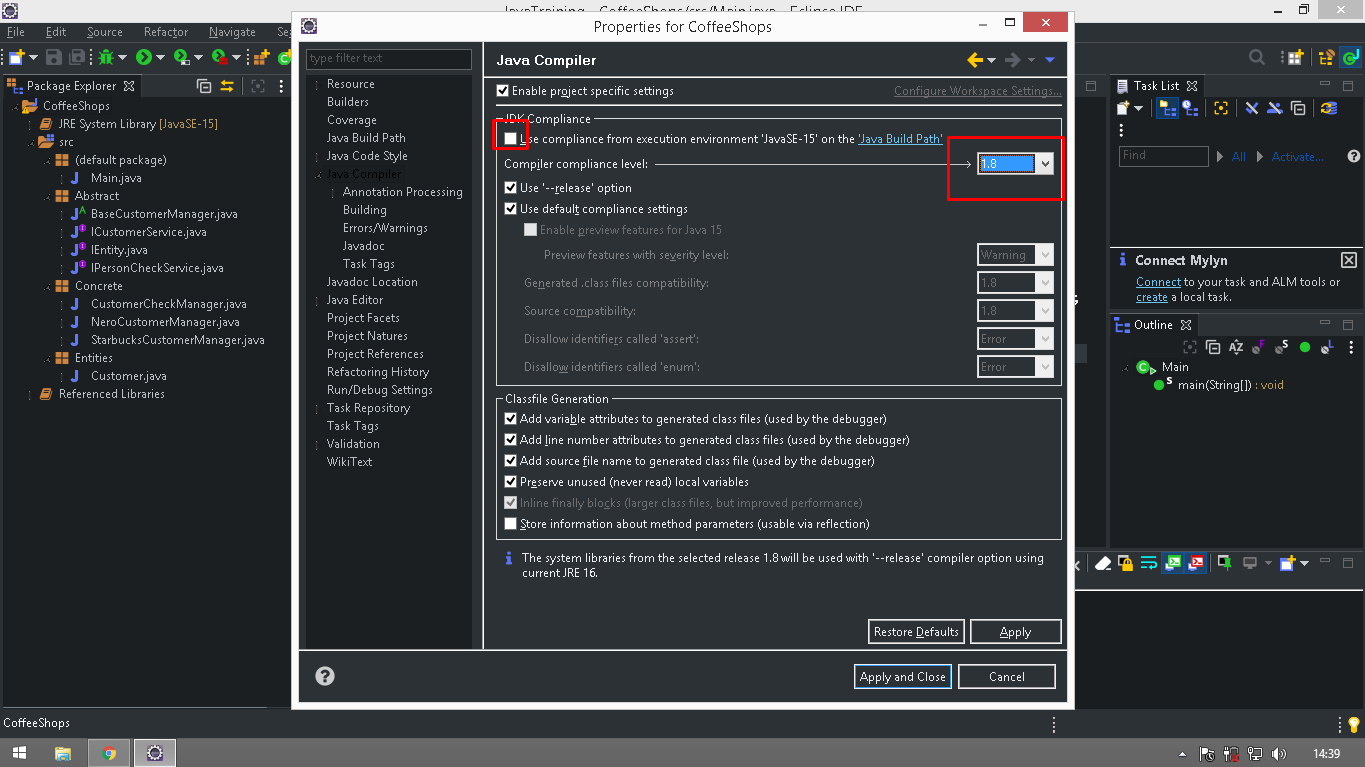 JavaTraining - CoffeeShops/src/Main.java - Eclipse IDE
File Edit Source Refactor Navigate
Package Explorer
CoffeeShops
JRE System Library [JavaSE-15]
src
(default package)
Main.java
Abstract
BaseCustomerManager.java
ICustomerService.java
IEntity.java
IPersonCheckService.java
Concrete
CustomerCheckManager.java
NeroCustomerManager.java
StarbucksCustomerManager.java
Entities
Customer.java
Referenced Libraries
Properties for CoffeeShops
type filter text
Resource
Builders
Coverage
Java Build Path
Java Code Style
Java Compiler
Annotation Processing
Building
Errors/Warnings
Javadoc
Task Tags
Javadoc Location
Java Editor
Project Facets
Project Natures
Project References
Refactoring History
Run/Debug Settings
Task Repository
Task Tags
Validation
WikiText
Java Compiler
Enable project specific settings
Configure Workspace Settings...
JDK Compliance
Use compliance from execution environment 'JavaSE-15' on the 'Java Build Path'
Compiler compliance level: 1.8
Use '--release' option
Use default compliance settings
Enable preview features for Java 15
Preview features with severity level: Warning
Generated .class files compatibility: 1.8
Source compatibility: 1.8
Disallow identifiers called 'assert': Error
Disallow identifiers called 'enum': Error
Classfile Generation
Add variable attributes to generated class files (used by the debugger)
Add line number attributes to generated class files (used by the debugger)
Add source file name to generated class file (used by the debugger)
Preserve unused (never read) local variables
Inline finally blocks (larger class files, but improved performance)
Store information about method parameters (usable via reflection)
The system libraries from the selected release 1.8 will be used with '--release' compiler option using
current JRE 16.
Restore Defaults Apply
Apply and Close Cancel
Task List
Find All Activate...
Connect Mylyn
Connect to your task and ALM tools or
create a local task.
Outline
Main
main(String[]) : void
CoffeeShops
14:39